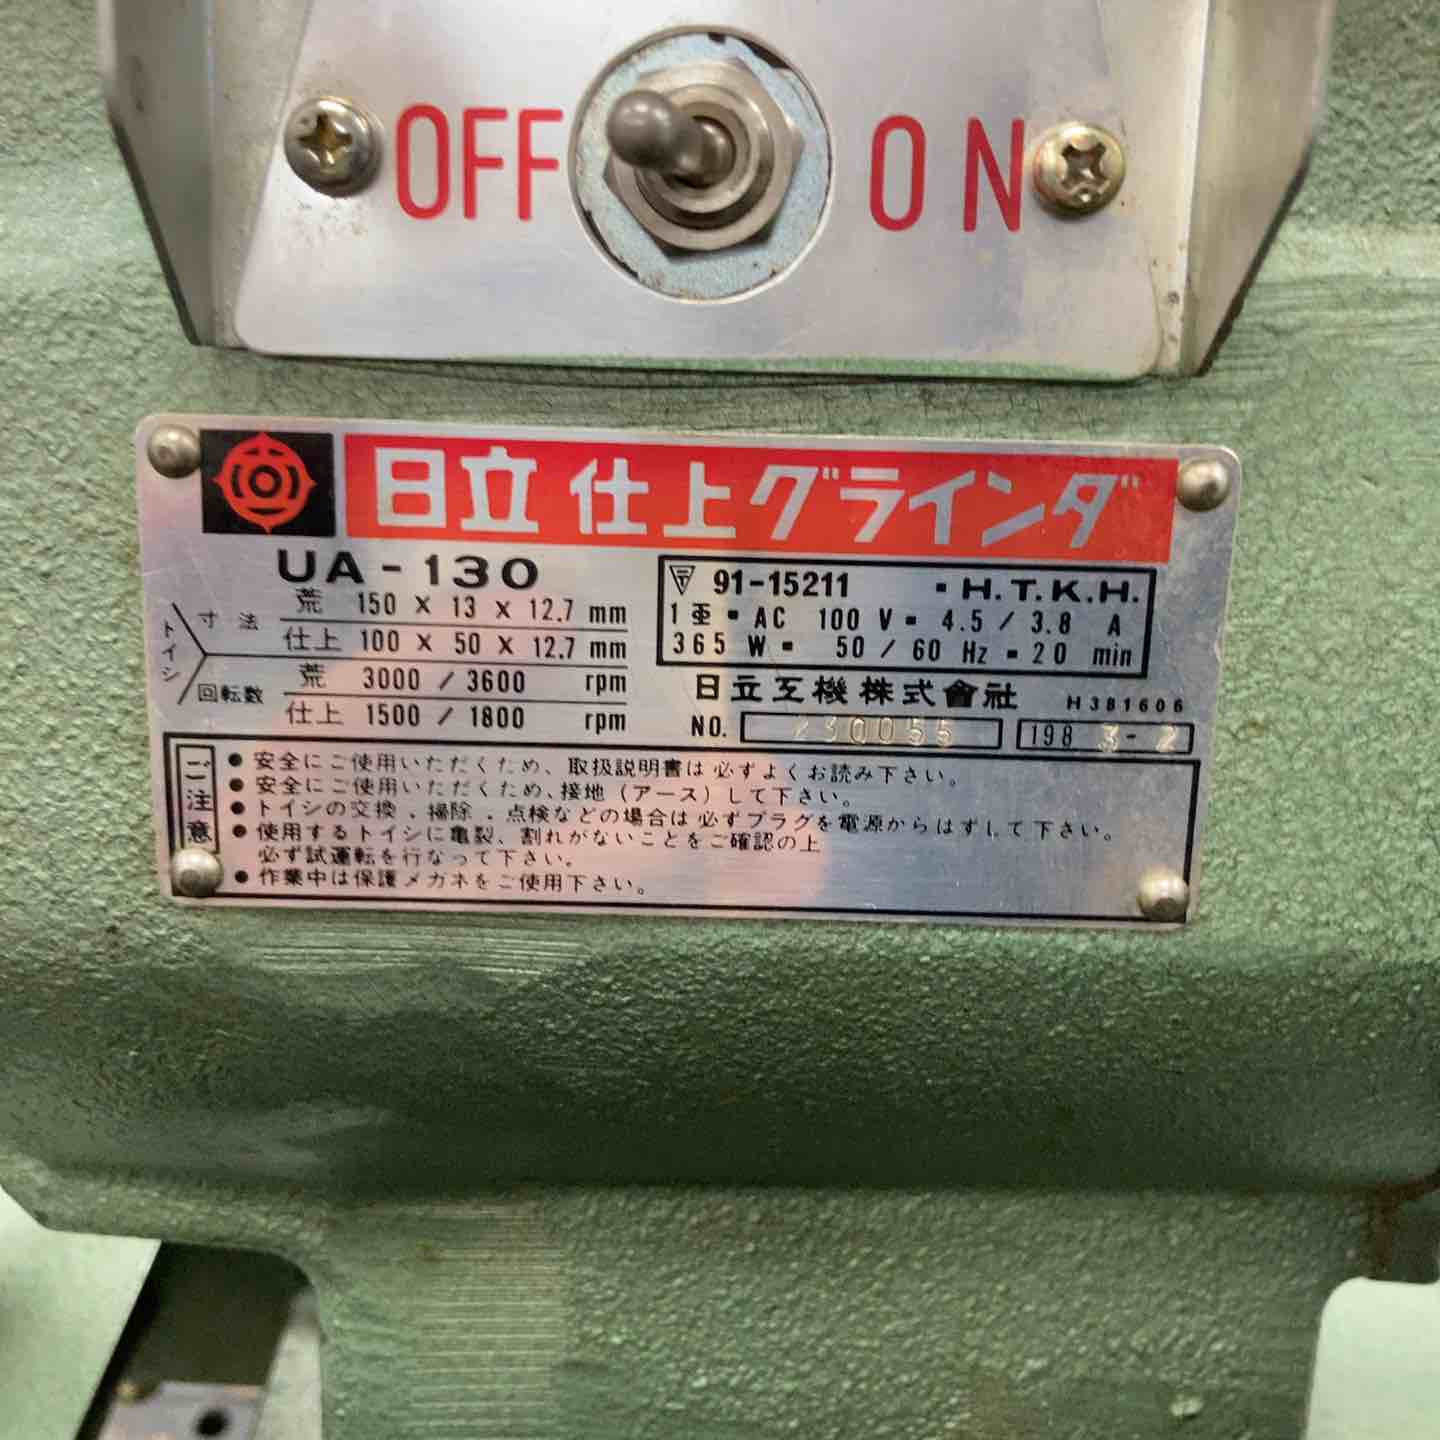 OFF ON
日立 仕上グラインダ
UA-130
トイシ
寸法 荒 150 × 13 × 12.7 mm
仕上 100 × 50 × 12.7 mm
回転数 荒 3000 / 3600 rpm
仕上 1500 / 1800 rpm
〒 91-15211 ・H.T.K.H.
1 AC 100 V 4.5 / 3.8 A
365 W 50 / 60 Hz 20 min
日立工機株式會社 H381606
NO. 230055 1983-2
ご注意
● 安全にご使用いただくため、取扱説明書は必ずよくお読み下さい。
● 安全にご使用いただくため、接地(アース)して下さい。
● トイシの交換、掃除、点検などの場合は必ずプラグを電源からはずして下さい。
● 使用するトイシに亀裂、割れがないことをご確認の上
必ず試運転を行なって下さい。
● 作業中は保護メガネをご使用下さい。